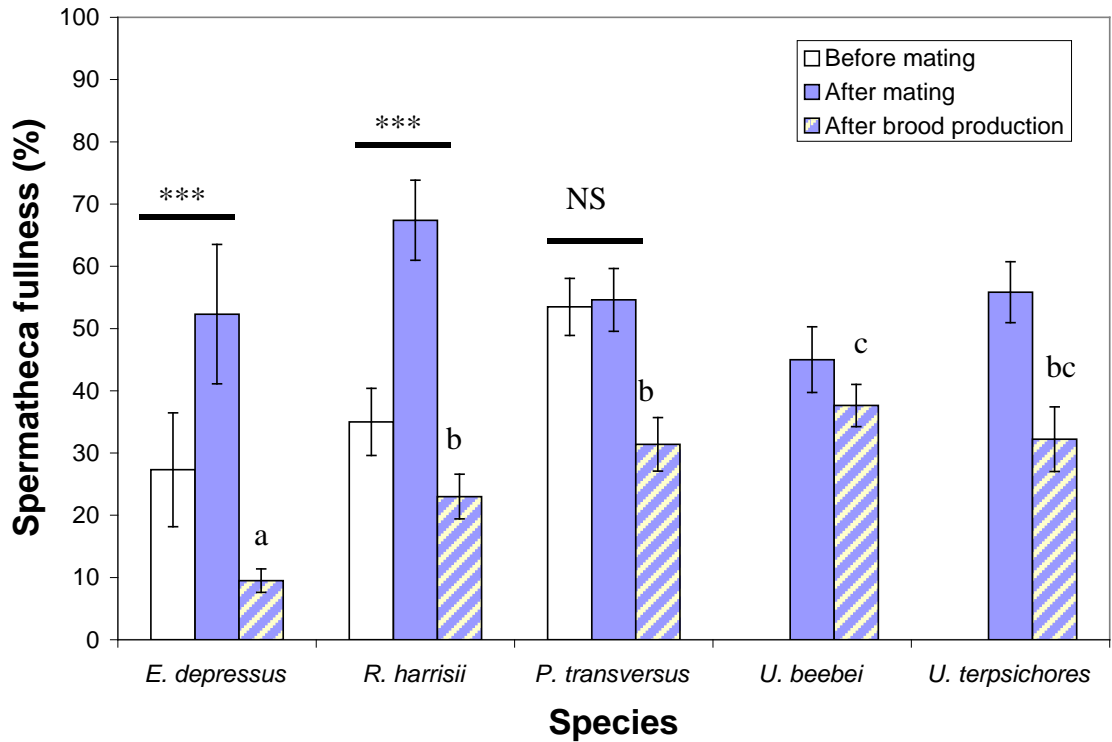 100
90
80
70
60
50
40
30
20
10
0
Spermatheca fullness (%)
Before mating
After mating
After brood production
***
***
NS
a
b
b
c
bc
E. depressus
R. harrisii
P. transversus
U. beebei
U. terpsichores
Species